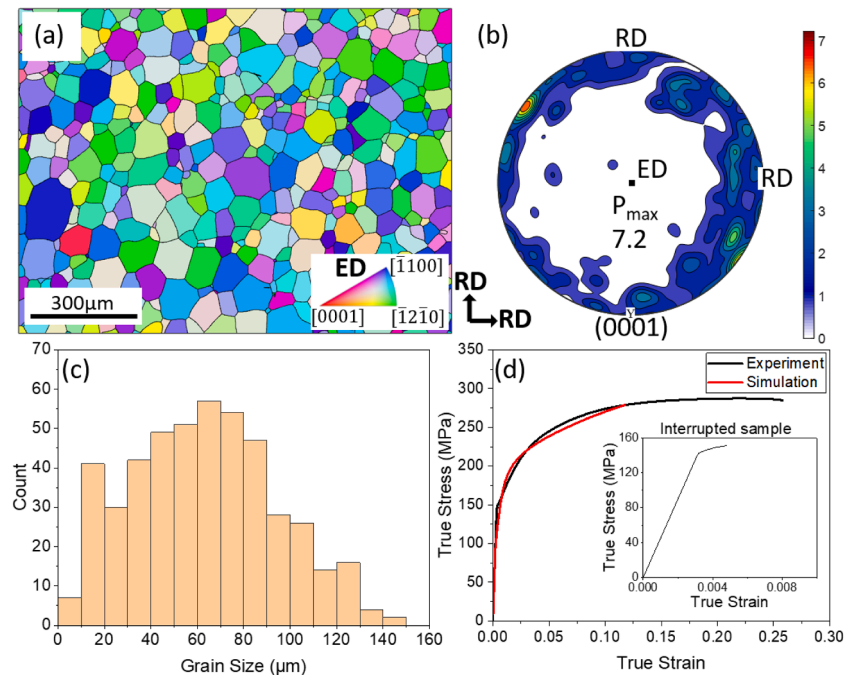 (a)
300μm
ED
[1̅100]
[0001]
[1̅21̅0]
(b)
RD
ED
P_max
7.2
RD
Y
(0001)
RD
RD
7
6
5
4
3
2
1
0
(c)
Count
70
60
50
40
30
20
10
0
0 20 40 60 80 100 120 140 160
Grain Size (μm)
(d)
True Stress (MPa)
350
300
250
200
150
100
50
0
0.00 0.05 0.10 0.15 0.20 0.25 0.30
True Strain
Experiment
Simulation
Interrupted sample
True Stress (MPa)
160
120
80
40
0
0.000 0.004 0.008
True Strain